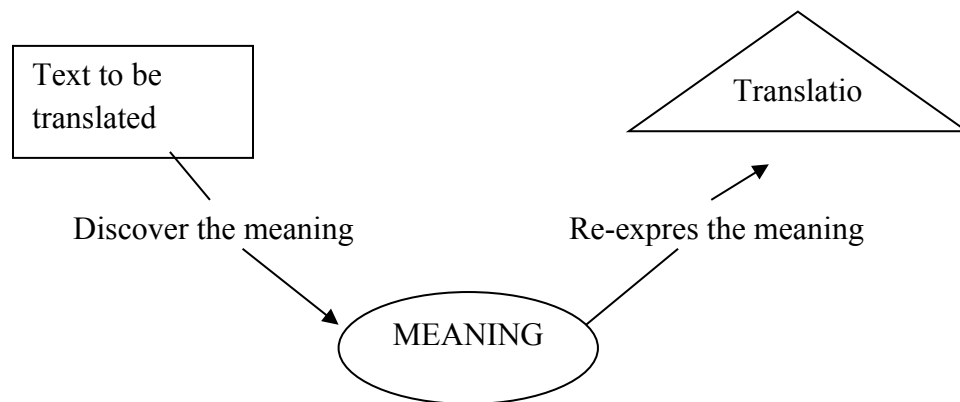 Text to be
translated
Translatio
Discover the meaning
Re-expres the meaning
MEANING